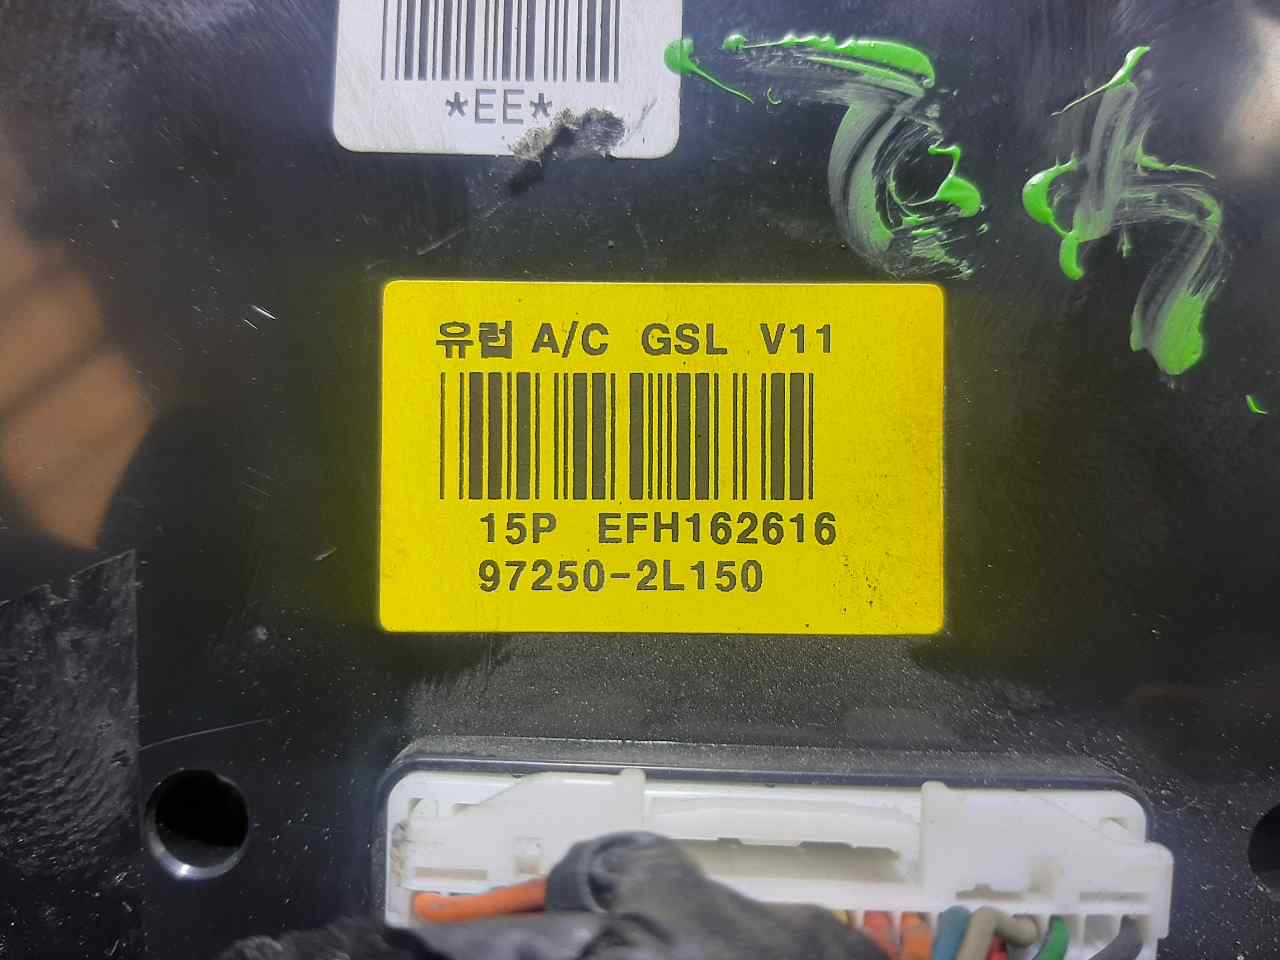 *EE*
유럽 A/C GSL V11
15P EFH162616
97250-2L150